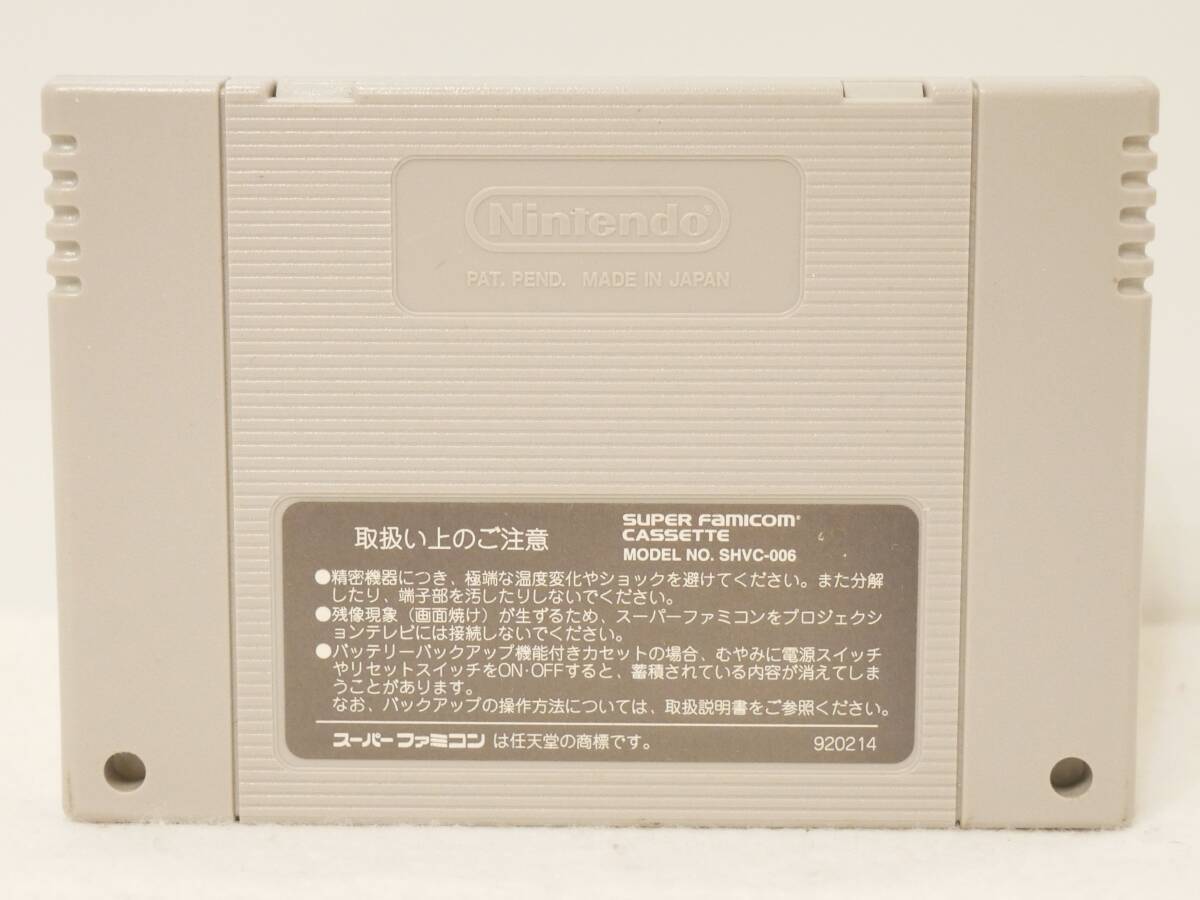 Nintendo®
PAT. PEND. MADE IN JAPAN
取扱い上のご注意
SUPER FAMICOM®
CASSETTE
MODEL NO. SHVC-006
●精密機器につき、極端な温度変化やショックを避けてください。また分解
したり、端子部を汚したりしないでください。
●残像現象（画面焼け）が生ずるため、スーパーファミコンをプロジェクシ
ョンテレビには接続しないでください。
●バッテリーバックアップ機能付きカセットの場合、むやみに電源スイッチ
やリセットスイッチをON・OFFすると、蓄積されている内容が消えてしま
うことがあります。
なお、バックアップの操作方法については、取扱説明書をご参照ください。
スーパーファミコン は任天堂の商標です。
920214